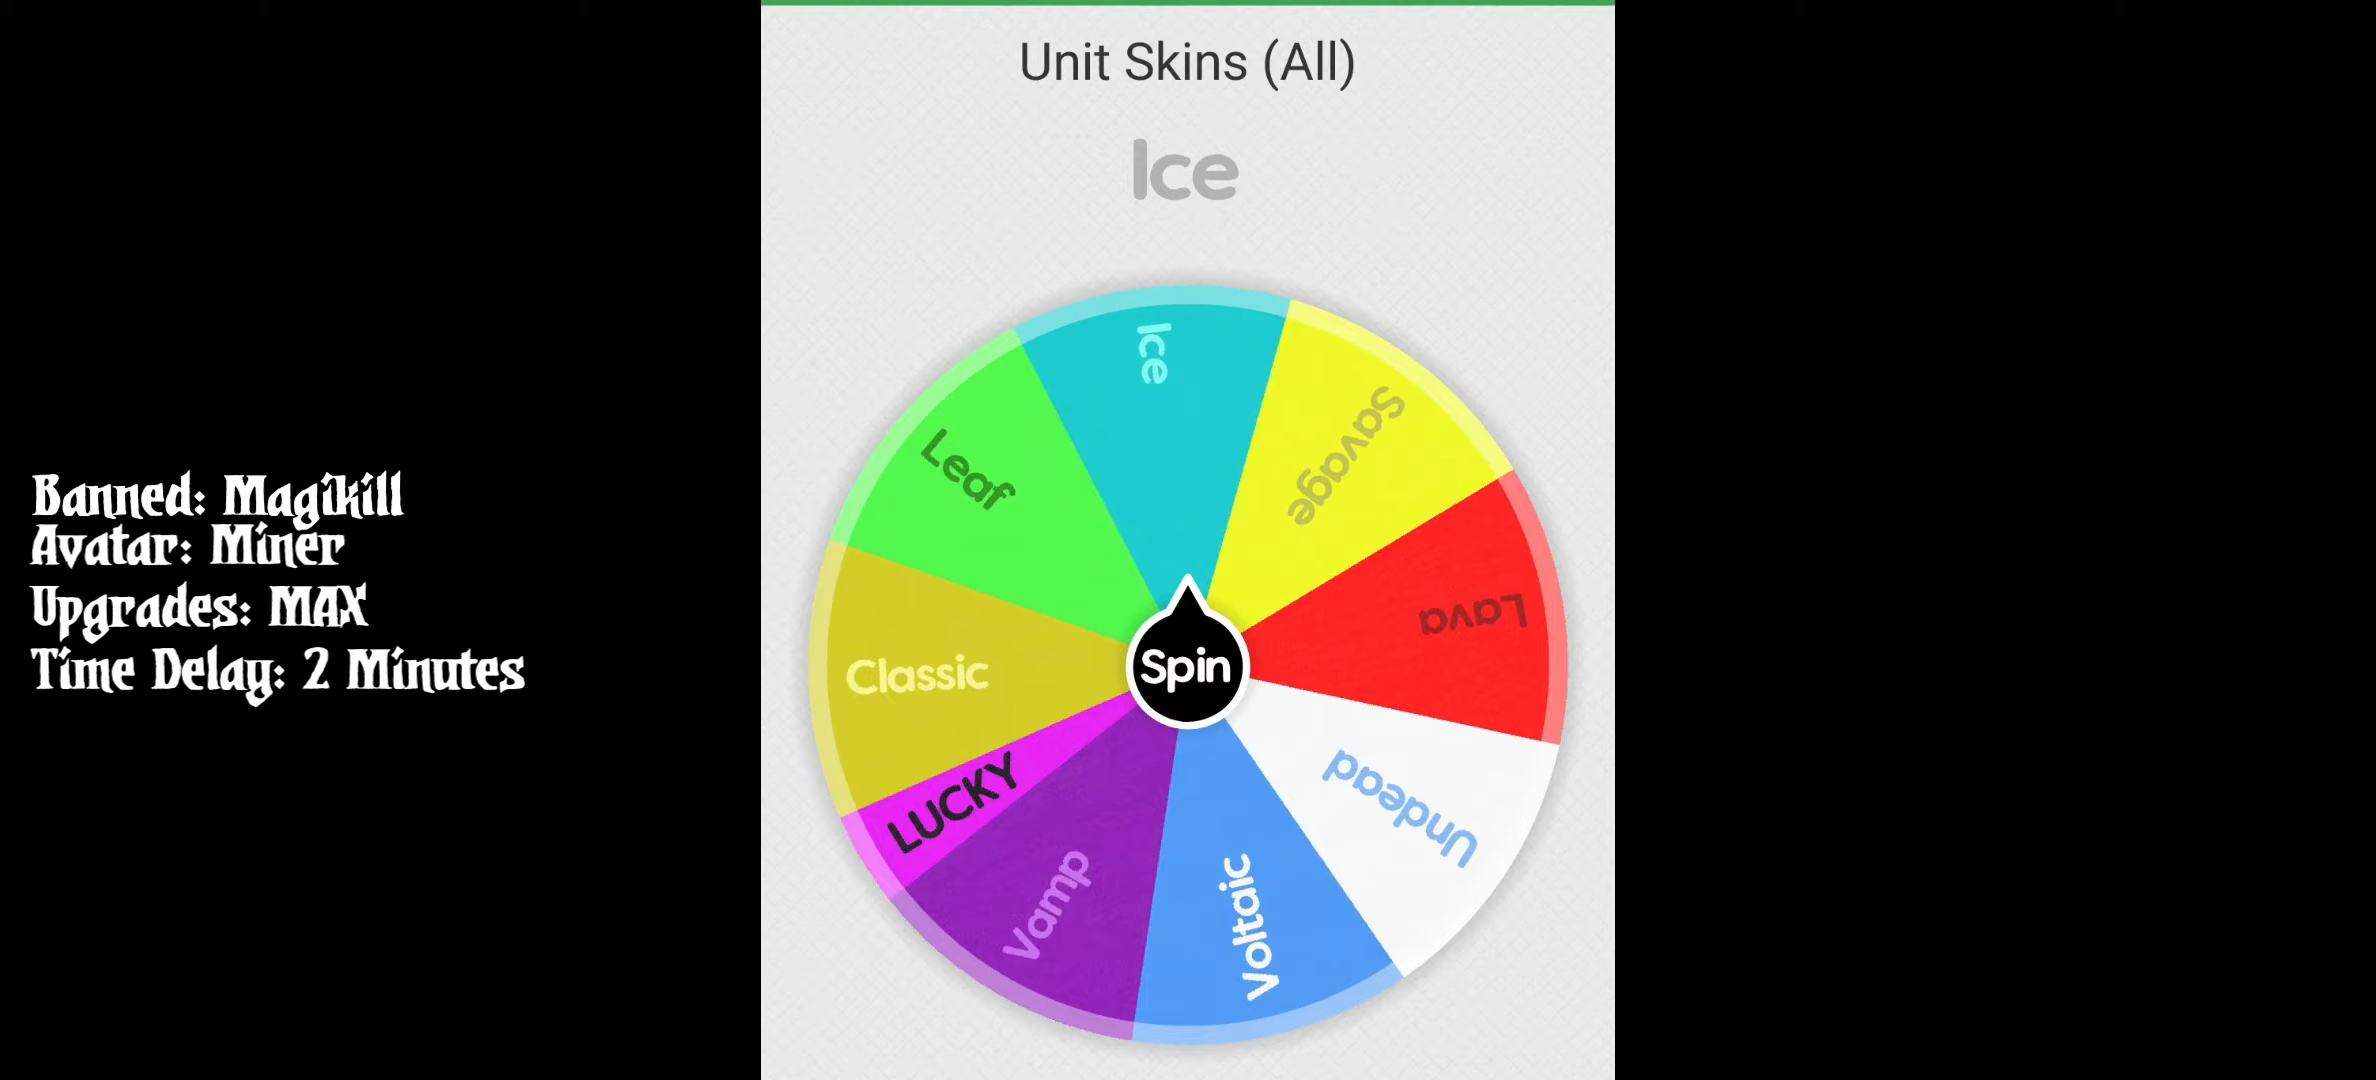 Unit Skins (All)
Ice
Ice
Savage
Lava
Undead
Voltaic
Vamp
LUCKY
Classic
Leaf
Spin
Banned: Magikill
Avatar: Miner
Upgrades: MAX
Time Delay: 2 Minutes